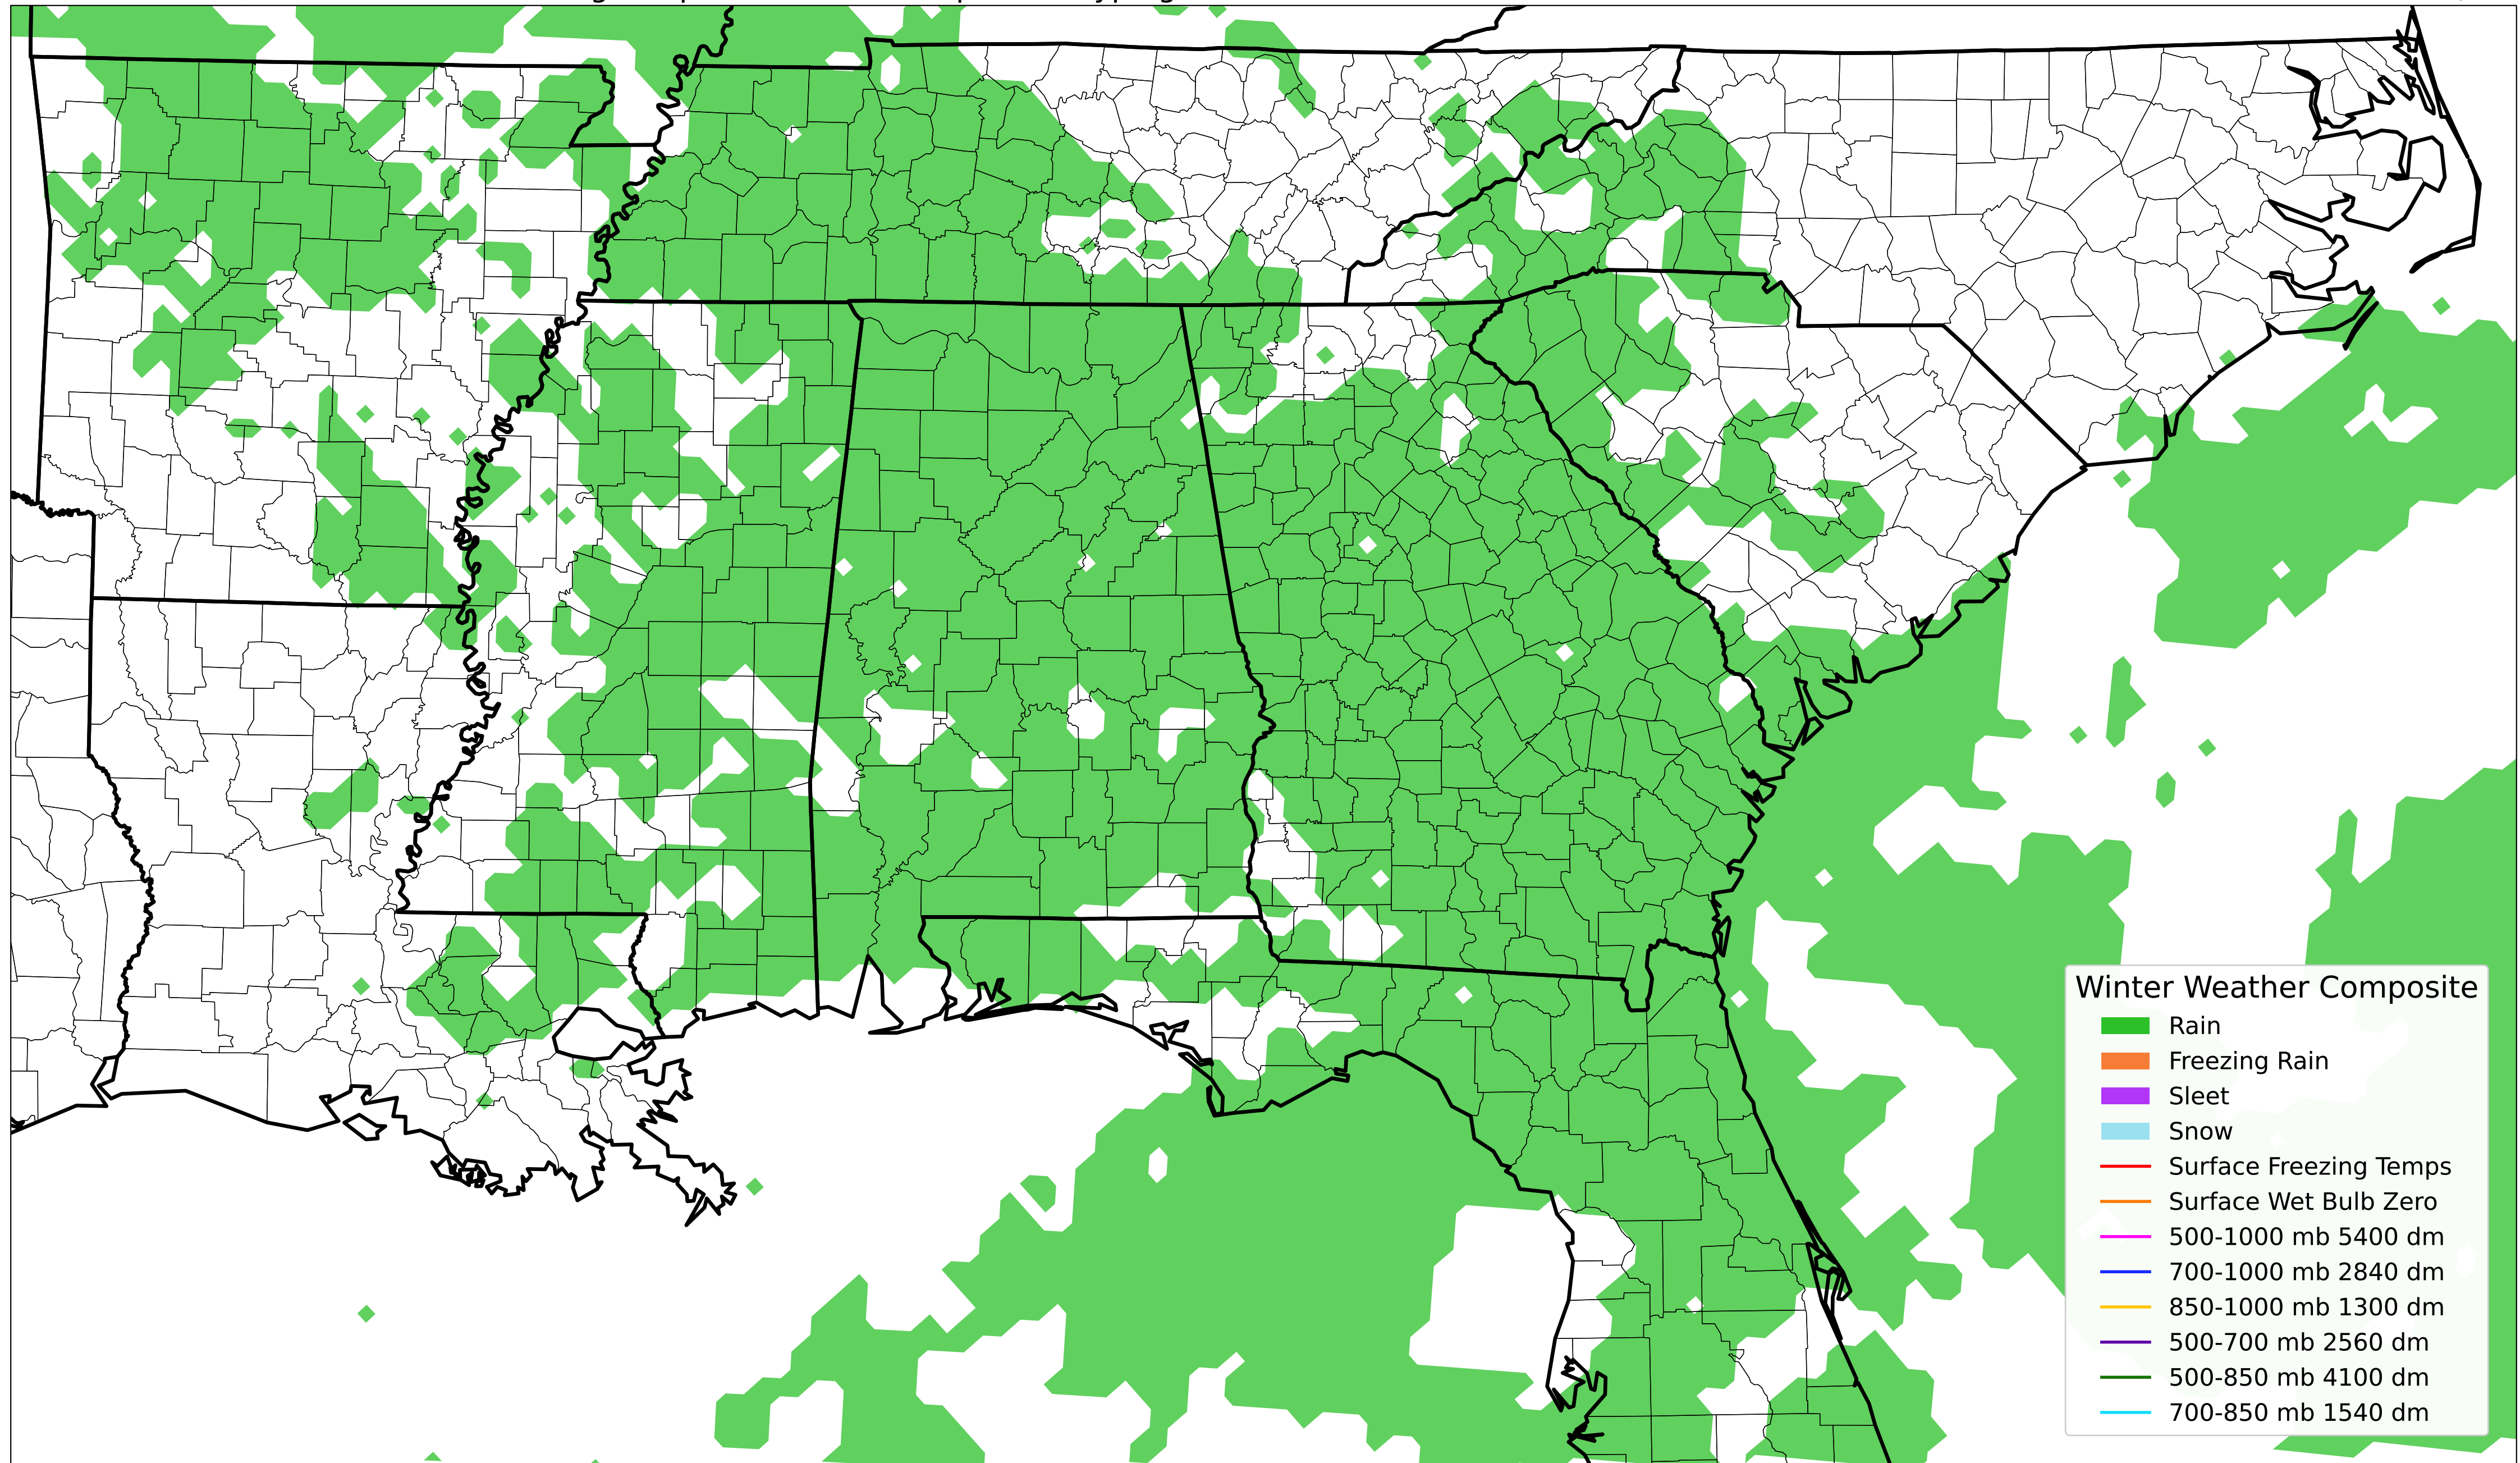 Winter Weather Composite
Rain
Freezing Rain
Sleet
Snow
Surface Freezing Temps
Surface Wet Bulb Zero
500-1000 mb 5400 dm
700-1000 mb 2840 dm
850-1000 mb 1300 dm
500-700 mb 2560 dm
500-850 mb 4100 dm
700-850 mb 1540 dm